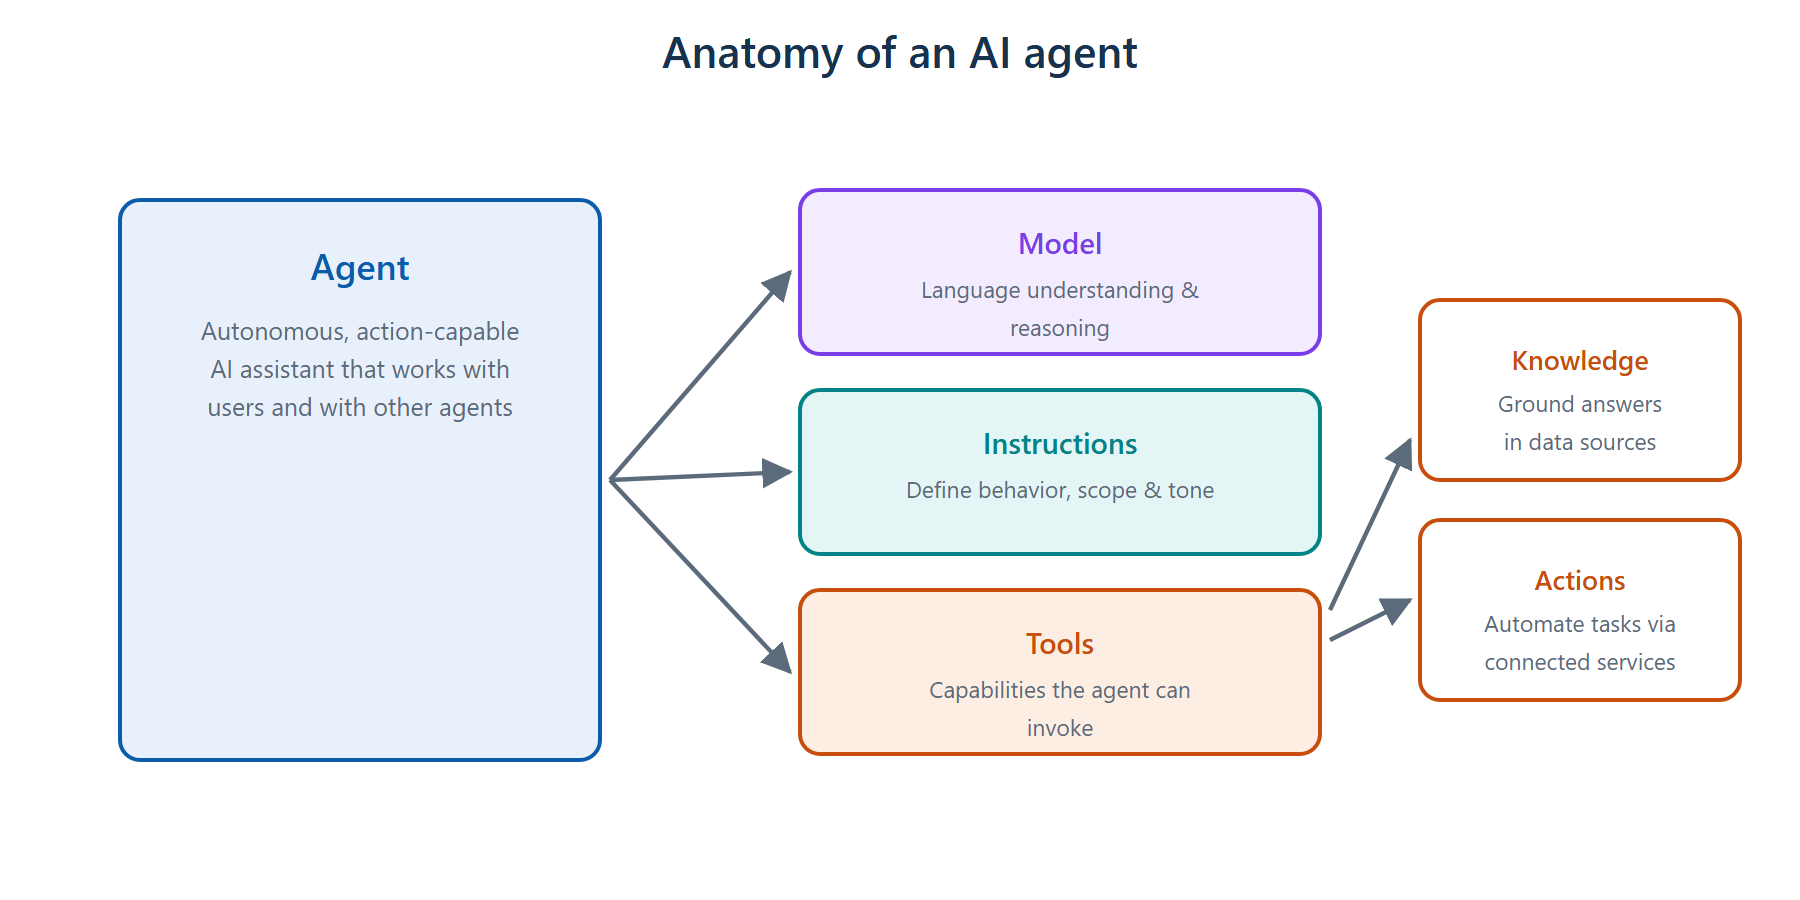 Anatomy of an AI agent
Agent
Autonomous, action-capable
AI assistant that works with
users and with other agents
Model
Language understanding &
reasoning
Instructions
Define behavior, scope & tone
Tools
Capabilities the agent can
invoke
Knowledge
Ground answers
in data sources
Actions
Automate tasks via
connected services